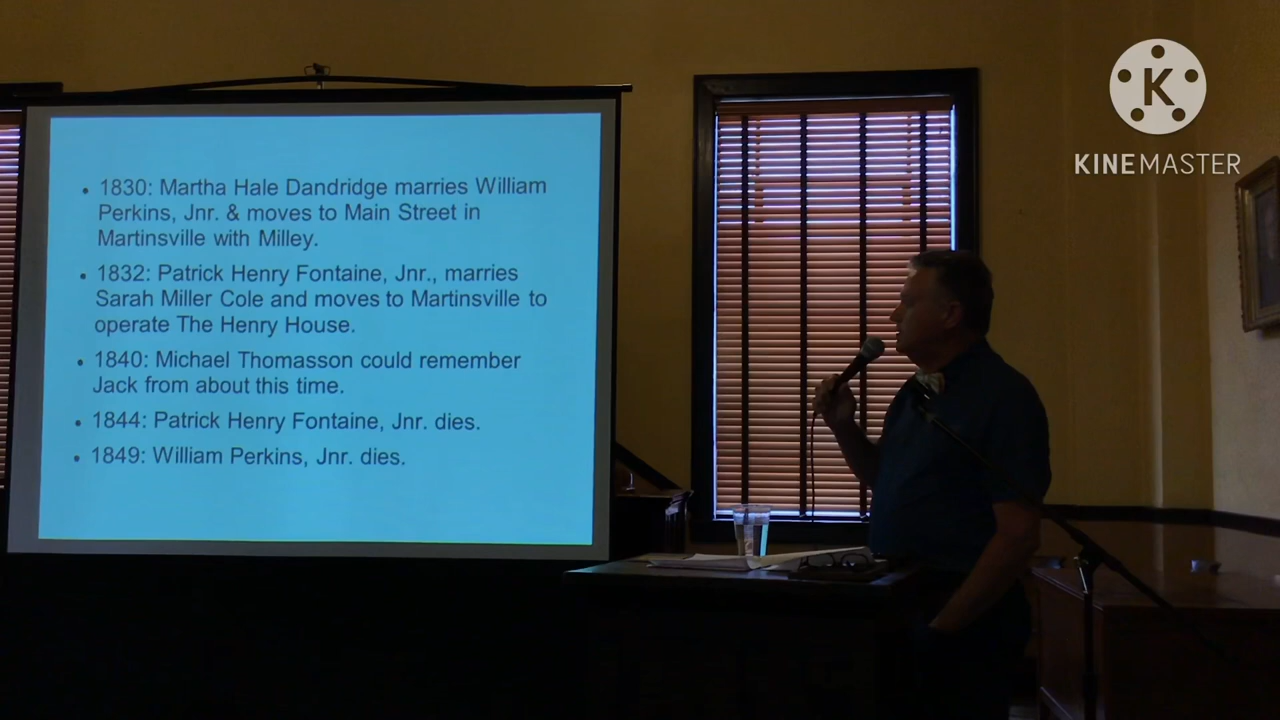 • 1830: Martha Hale Dandridge marries William
Perkins, Jnr. & moves to Main Street in
Martinsville with Milley.
• 1832: Patrick Henry Fontaine, Jnr., marries
Sarah Miller Cole and moves to Martinsville to
operate The Henry House.
• 1840: Michael Thomasson could remember
Jack from about this time.
• 1844: Patrick Henry Fontaine, Jnr. dies.
• 1849: William Perkins, Jnr. dies.
K
KINEMASTER